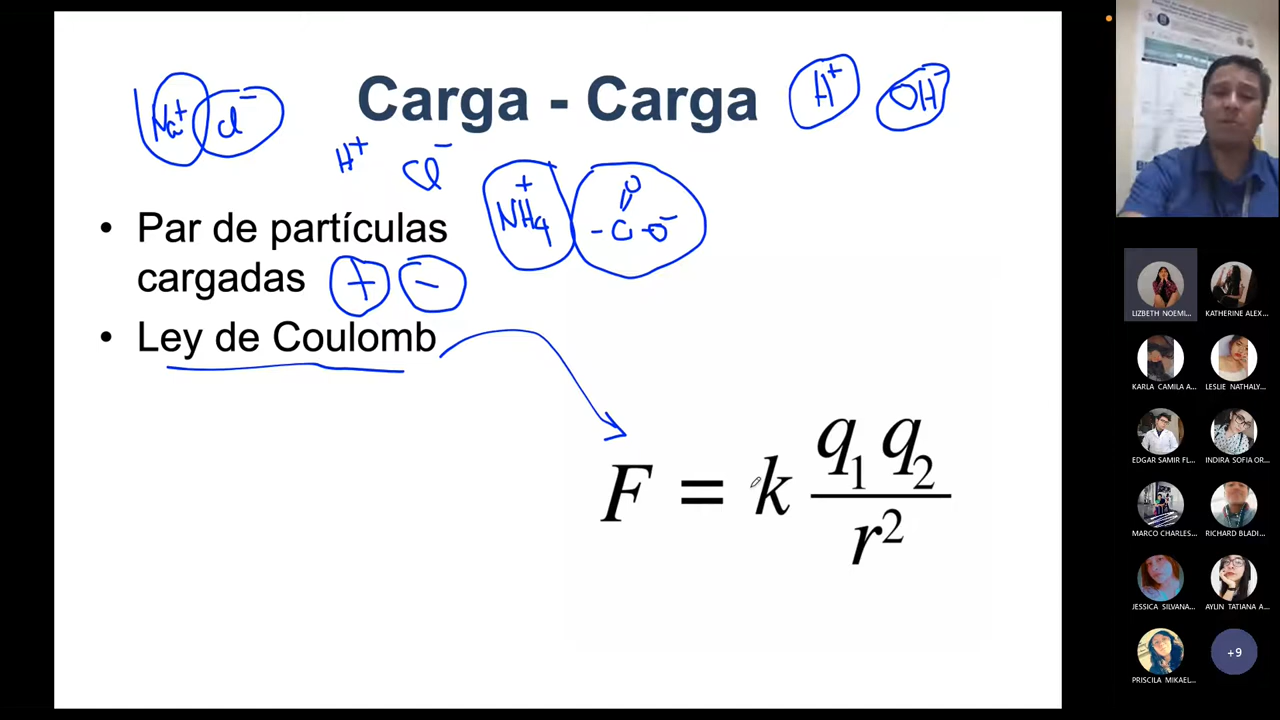 Carga - Carga
Na+ Cl-
H+ OH-
H+ Cl-
+
NH4
O
-C-O-
• Par de partículas
cargadas + -
• Ley de Coulomb
F = k q1 q2
r2
LIZBETH NOEMI...
KATHERINE ALEX...
KARLA CAMILA A...
LESLIE NATHALY...
EDGAR SAMIR FL...
INDIRA SOFIA OR...
MARCO CHARLES...
RICHARD BLADI...
JESSICA SILVANA...
AYLIN TATIANA A...
PRISCILA MIKAEL...
+9